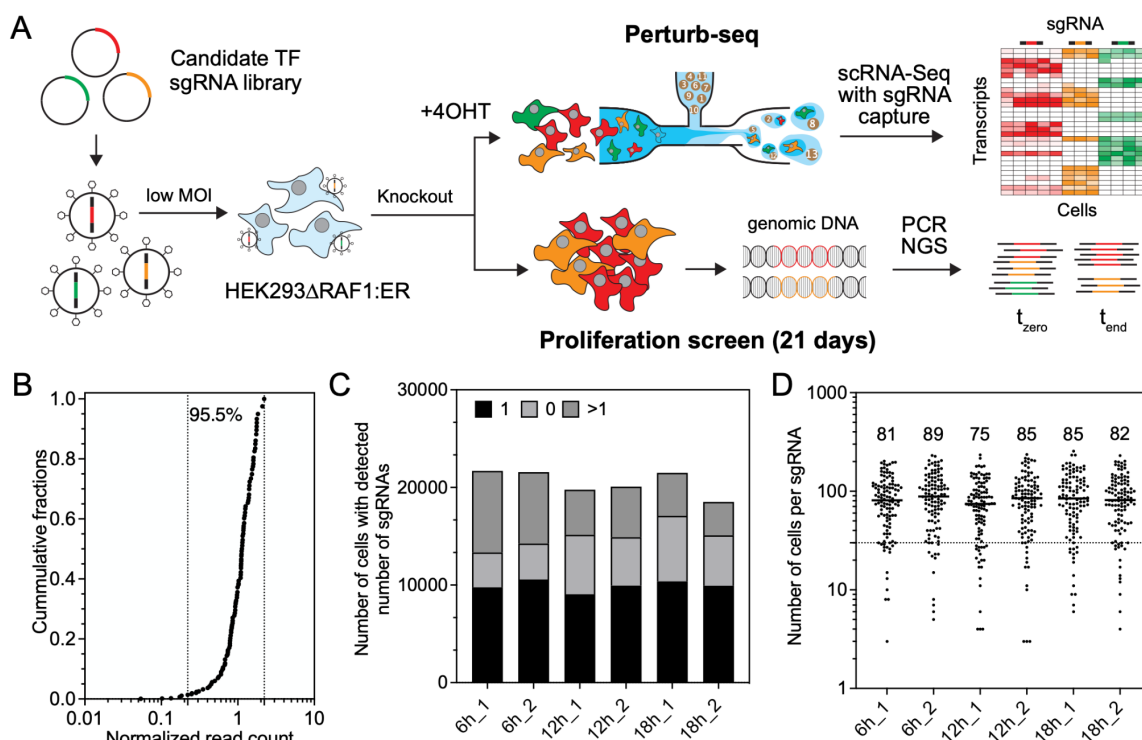 A
Candidate TF
sgRNA library
low MOI
HEK293ΔRAF1:ER
Knockout
+4OHT
Perturb-seq
scRNA-Seq
with sgRNA
capture
sgRNA
Transcripts
Cells
genomic DNA
PCR
NGS
Proliferation screen (21 days)
tzero
tend
B
95.5%
Cummulative fractions
1.0
0.8
0.6
0.4
0.2
0.0
0.01
0.1
1
10
Normalized read count
C
1 0 >1
Number of cells with detected
number of sgRNAs
30000
20000
10000
0
6h_1
6h_2
12h_1
12h_2
18h_1
18h_2
D
Number of cells per sgRNA
1000
100
10
1
81 89 75 85 85 82
6h_1
6h_2
12h_1
12h_2
18h_1
18h_2